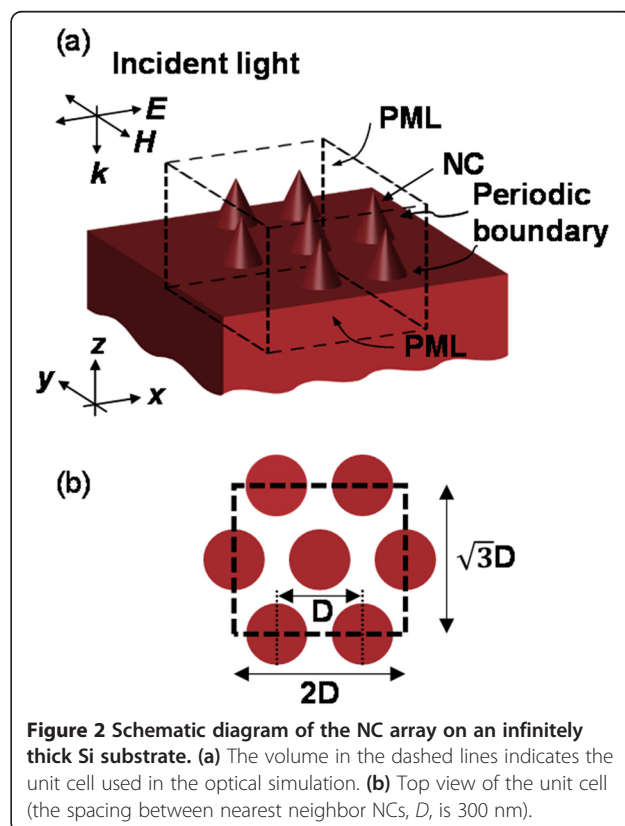 (a)
Incident light
E
H
k
PML
NC
Periodic
boundary
PML
z
y
x
(b)
√3D
D
2D
Figure 2 Schematic diagram of the NC array on an infinitely
thick Si substrate. (a) The volume in the dashed lines indicates the
unit cell used in the optical simulation. (b) Top view of the unit cell
(the spacing between nearest neighbor NCs, D, is 300 nm).